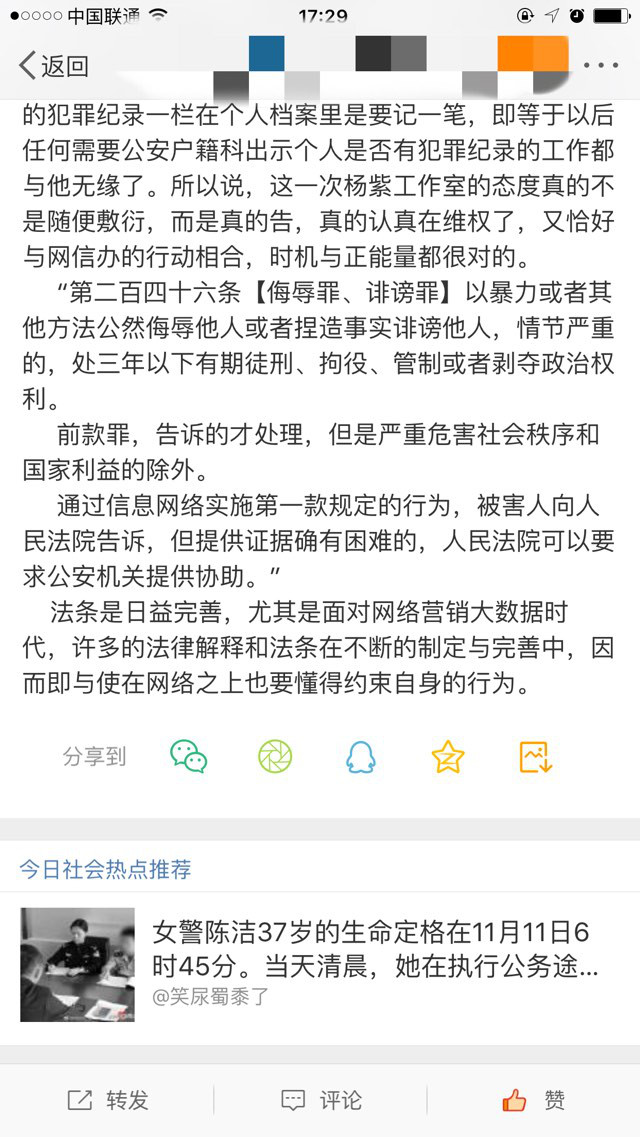 中国联通
17:29
返回
的犯罪纪录一栏在个人档案里是要记一笔，即等于以后
任何需要公安户籍科出示个人是否有犯罪纪录的工作都
与他无缘了。所以说，这一次杨紫工作室的态度真的不
是随便敷衍，而是真的告，真的认真在维权了，又恰好
与网信办的行动相合，时机与正能量都很对的。
“第二百四十六条【侮辱罪、诽谤罪】以暴力或者其
他方法公然侮辱他人或者捏造事实诽谤他人，情节严重
的，处三年以下有期徒刑、拘役、管制或者剥夺政治权
利。
前款罪，告诉的才处理，但是严重危害社会秩序和
国家利益的除外。
通过信息网络实施第一款规定的行为，被害人向人
民法院告诉，但提供证据确有困难的，人民法院可以要
求公安机关提供协助。”
法条是日益完善，尤其是面对网络营销大数据时
代，许多的法律解释和法条在不断的制定与完善中，因
而即与使在网络之上也要懂得约束自身的行为。
分享到
今日社会热点推荐
女警陈洁37岁的生命定格在11月11日6
时45分。当天清晨，她在执行公务途...
@笑尿蜀黍了
转发
评论
赞